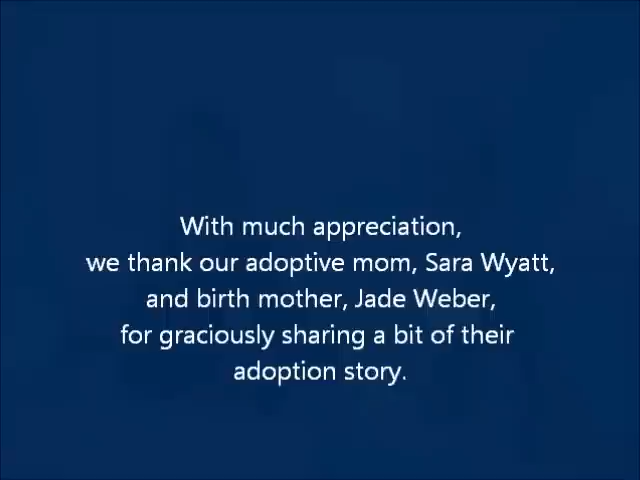 With much appreciation,
we thank our adoptive mom, Sara Wyatt,
and birth mother, Jade Weber,
for graciously sharing a bit of their
adoption story.